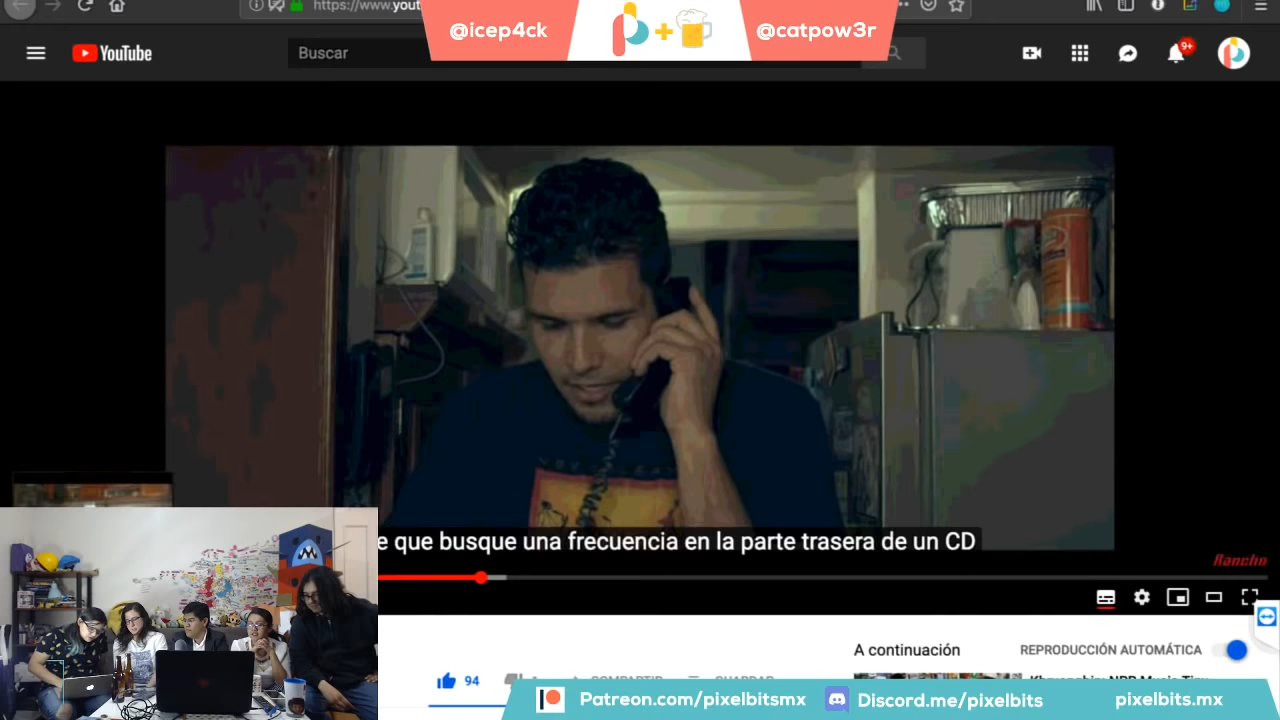 https://www.yout
@icep4ck
@catpow3r
YouTube
Buscar
9+
e que busque una frecuencia en la parte trasera de un CD
Rancho
A continuación
REPRODUCCIÓN AUTOMÁTICA
94
Patreon.com/pixelbitsmx
Discord.me/pixelbits
pixelbits.mx